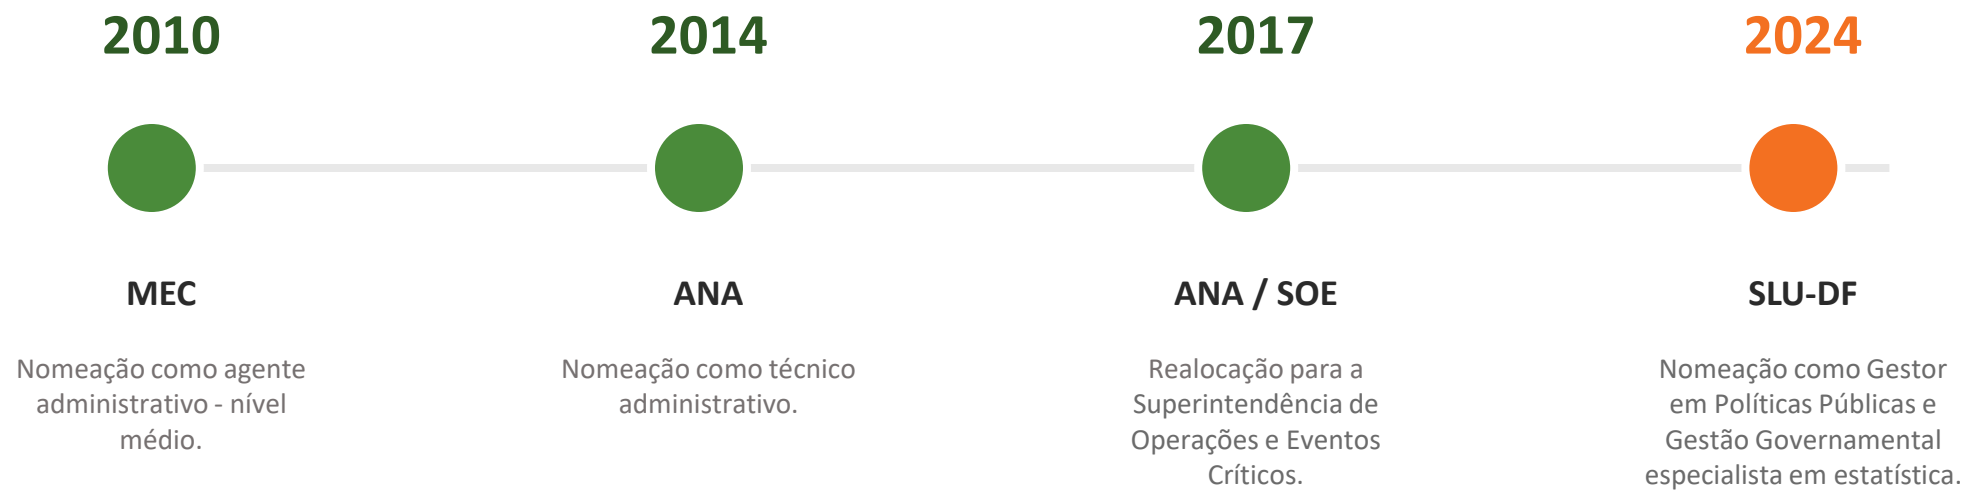 2010
MEC
Nomeação como agente
administrativo - nível
médio.
2014
ANA
Nomeação como técnico
administrativo.
2017
ANA / SOE
Realocação para a
Superintendência de
Operações e Eventos
Críticos.
2024
SLU-DF
Nomeação como Gestor
em Políticas Públicas e
Gestão Governamental
especialista em estatística.